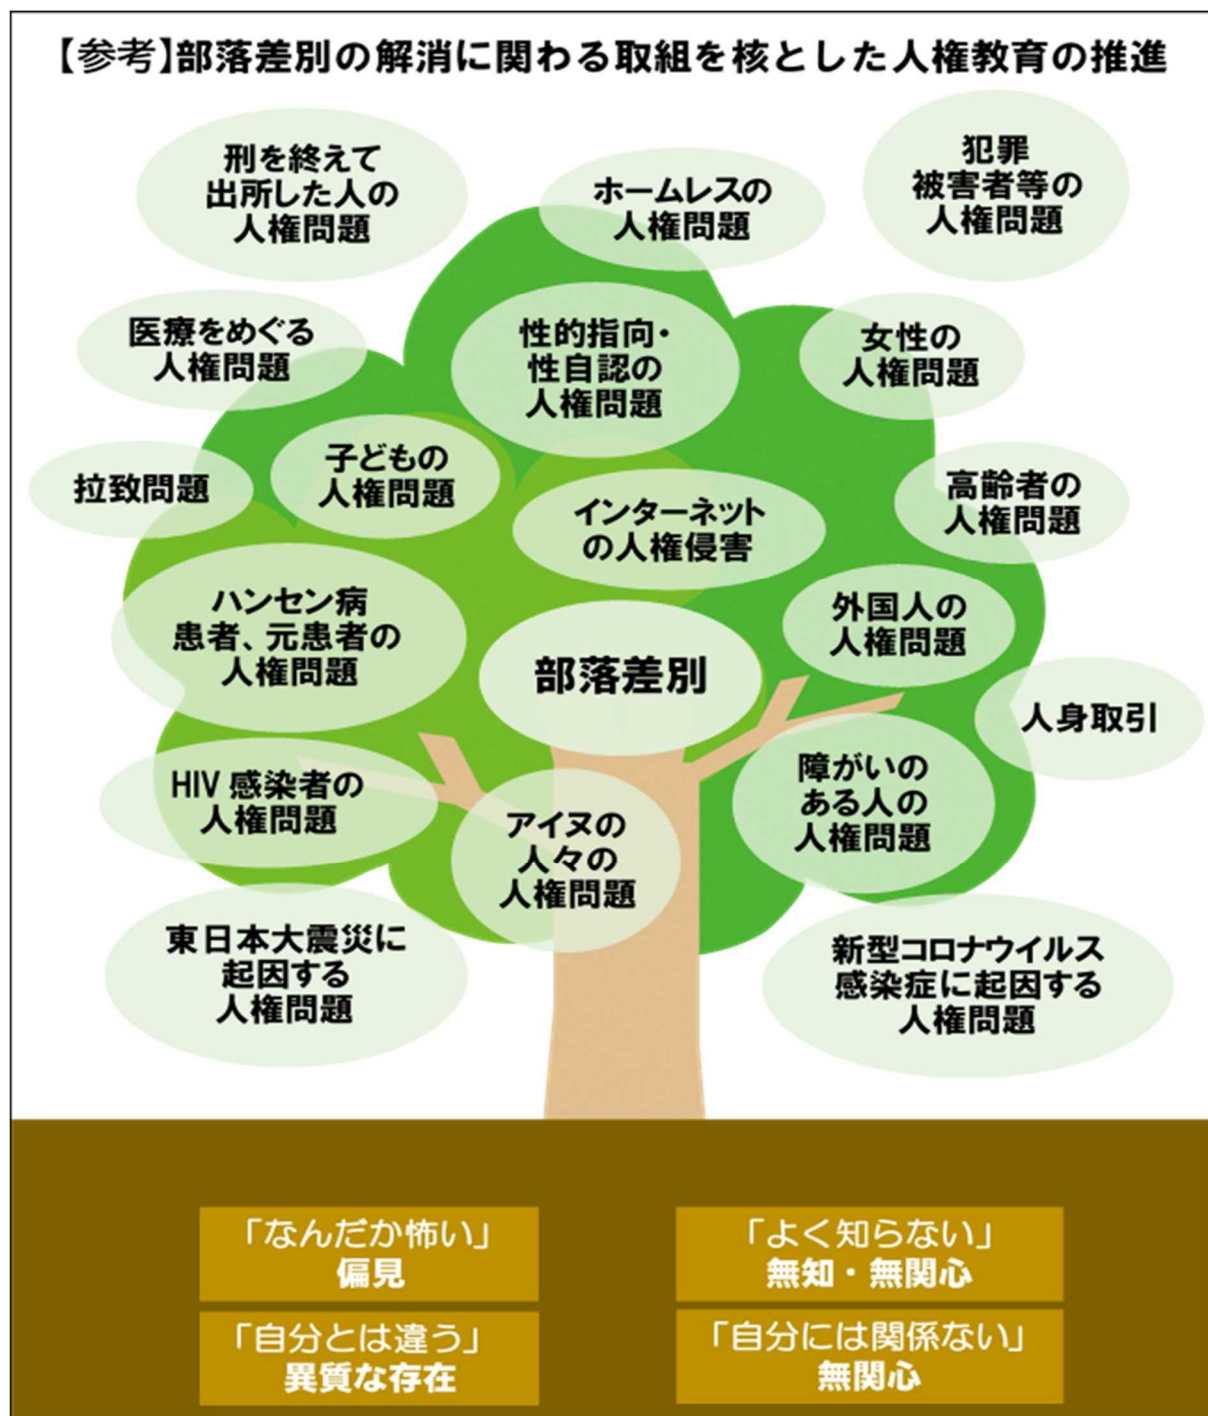 【参考】部落差別の解消に関わる取組を核とした人権教育の推進
刑を終えて
出所した人の
人権問題
ホームレスの
人権問題
犯罪
被害者等の
人権問題
医療をめぐる
人権問題
性的指向・
性自認の
人権問題
女性の
人権問題
拉致問題
子どもの
人権問題
インターネット
の人権侵害
高齢者の
人権問題
ハンセン病
患者、元患者の
人権問題
部落差別
外国人の
人権問題
人身取引
HIV 感染者の
人権問題
アイヌの
人々の
人権問題
障がいの
ある人の
人権問題
東日本大震災に
起因する
人権問題
新型コロナウイルス
感染症に起因する
人権問題
「なんだか怖い」
偏見
「よく知らない」
無知・無関心
「自分とは違う」
異質な存在
「自分には関係ない」
無関心